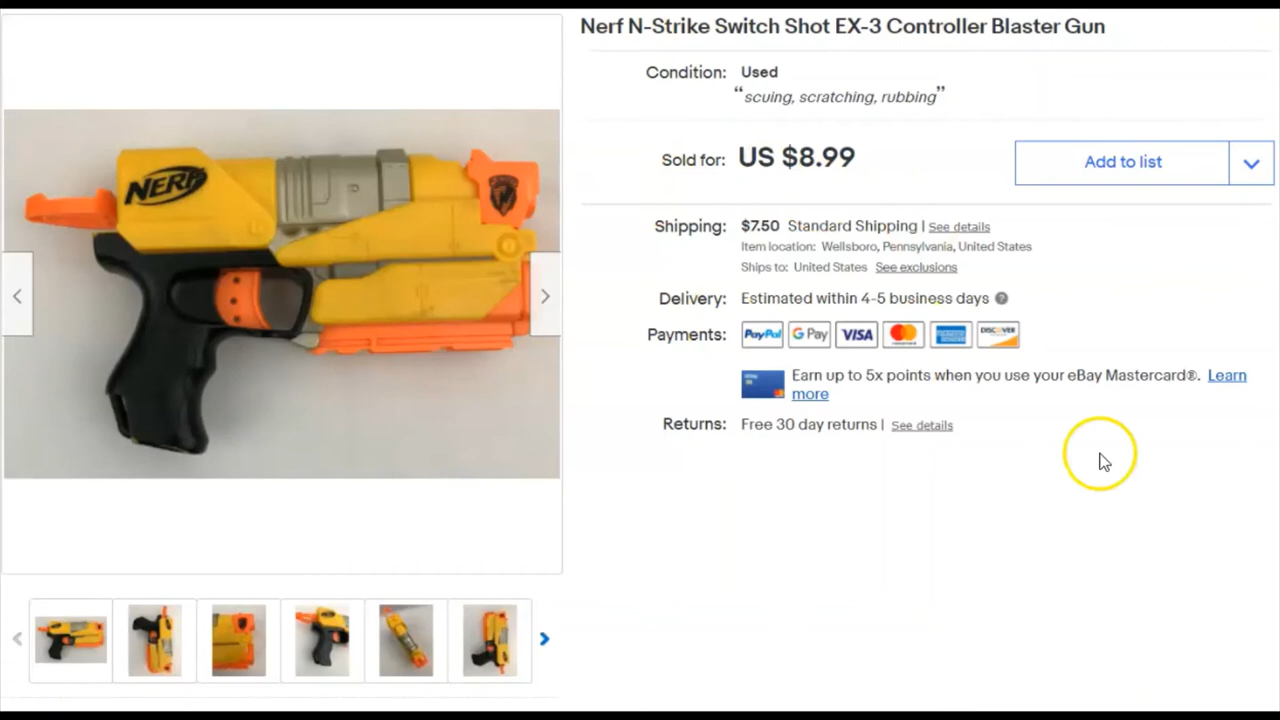 Nerf N-Strike Switch Shot EX-3 Controller Blaster Gun
Condition: Used
“scuing, scratching, rubbing”
Sold for: US $8.99
Add to list
Shipping: $7.50 Standard Shipping | See details
Item location: Wellsboro, Pennsylvania, United States
Ships to: United States See exclusions
Delivery: Estimated within 4-5 business days ?
Payments: PayPal G Pay VISA DISCOVER
Earn up to 5x points when you use your eBay Mastercard®. Learn
more
Returns: Free 30 day returns | See details
NERF